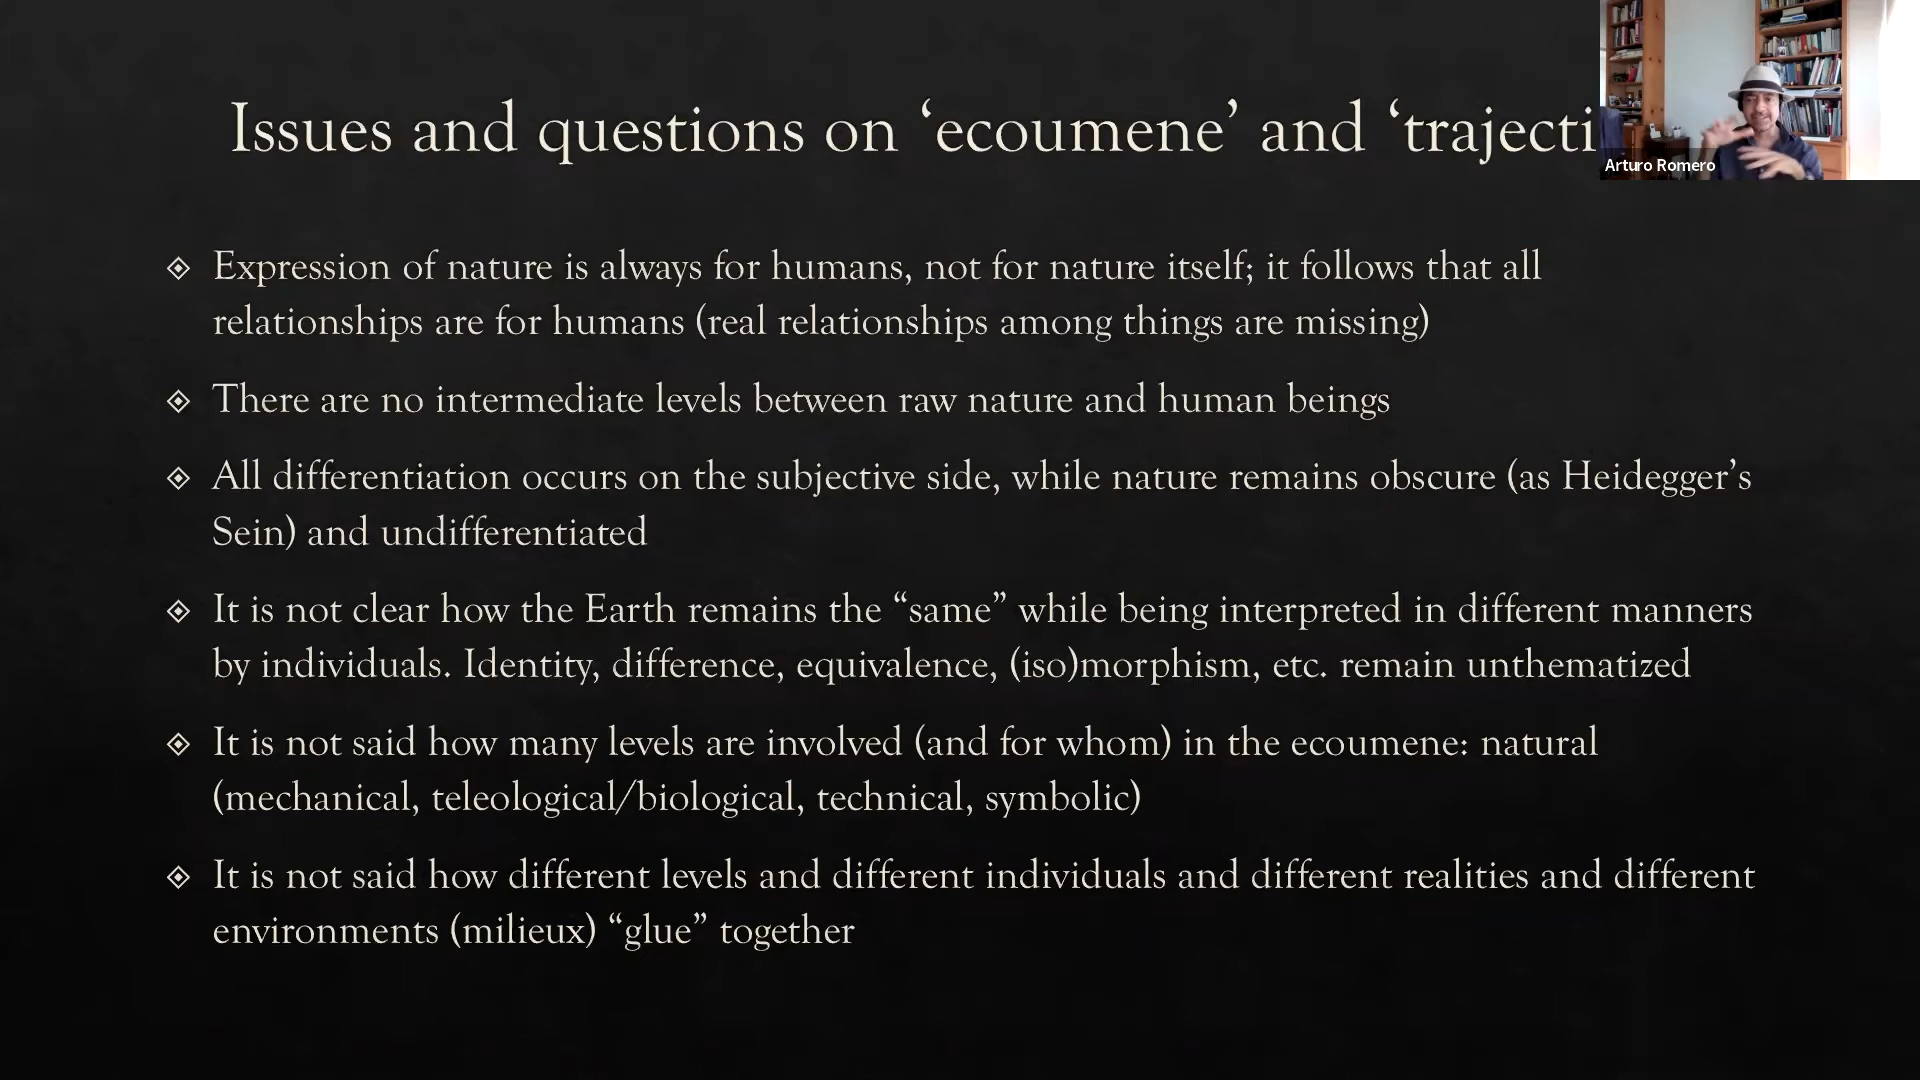 Issues and questions on ‘ecoumene’ and ‘trajecti
Arturo Romero
Expression of nature is always for humans, not for nature itself; it follows that all
relationships are for humans (real relationships among things are missing)
There are no intermediate levels between raw nature and human beings
All differentiation occurs on the subjective side, while nature remains obscure (as Heidegger’s
Sein) and undifferentiated
It is not clear how the Earth remains the “same” while being interpreted in different manners
by individuals. Identity, difference, equivalence, (iso)morphism, etc. remain unthematized
It is not said how many levels are involved (and for whom) in the ecoumene: natural
(mechanical, teleological/biological, technical, symbolic)
It is not said how different levels and different individuals and different realities and different
environments (milieux) “glue” together